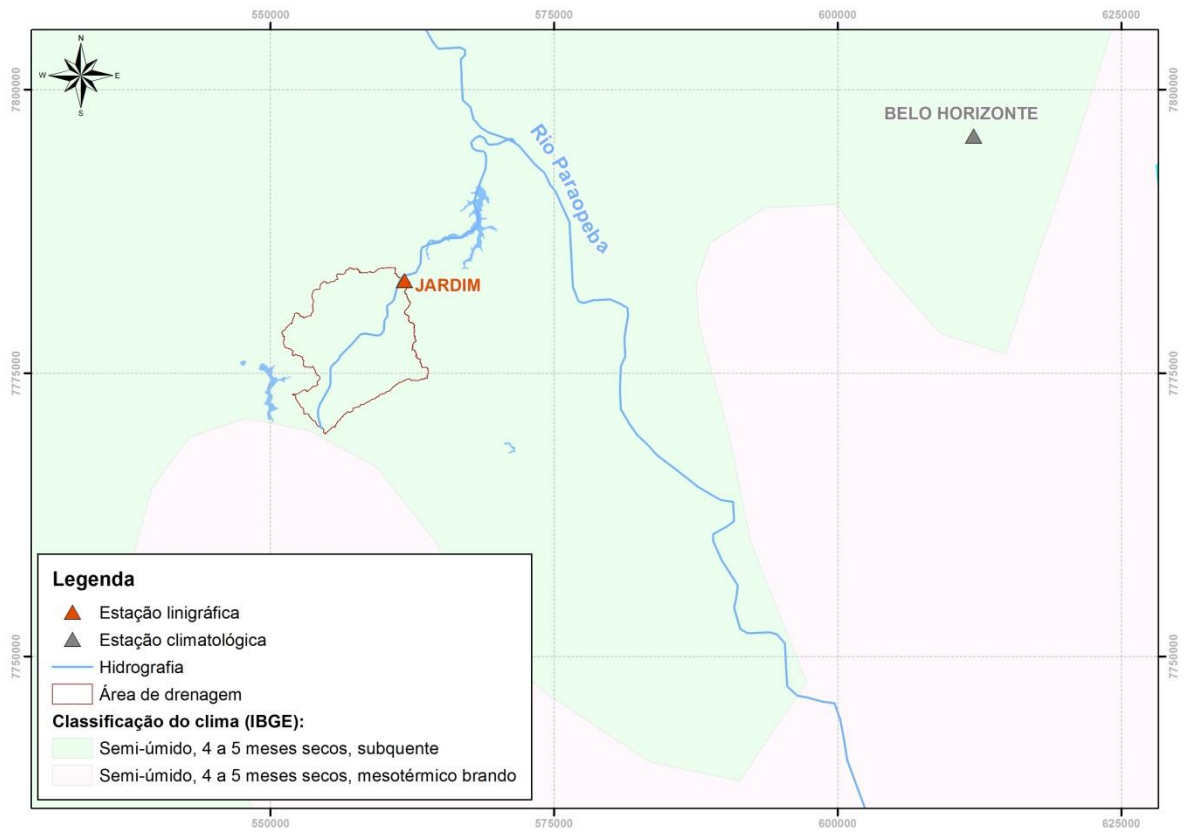 550000
575000
600000
625000
N
W
E
S
7800000
7800000
BELO HORIZONTE
Rio Paraopeba
JARDIM
7775000
7775000
Legenda
Estação linigráfica
Estação climatológica
Hidrografia
Área de drenagem
Classificação do clima (IBGE):
Semi-úmido, 4 a 5 meses secos, subquente
Semi-úmido, 4 a 5 meses secos, mesotérmico brando
7750000
7750000
550000
575000
600000
625000